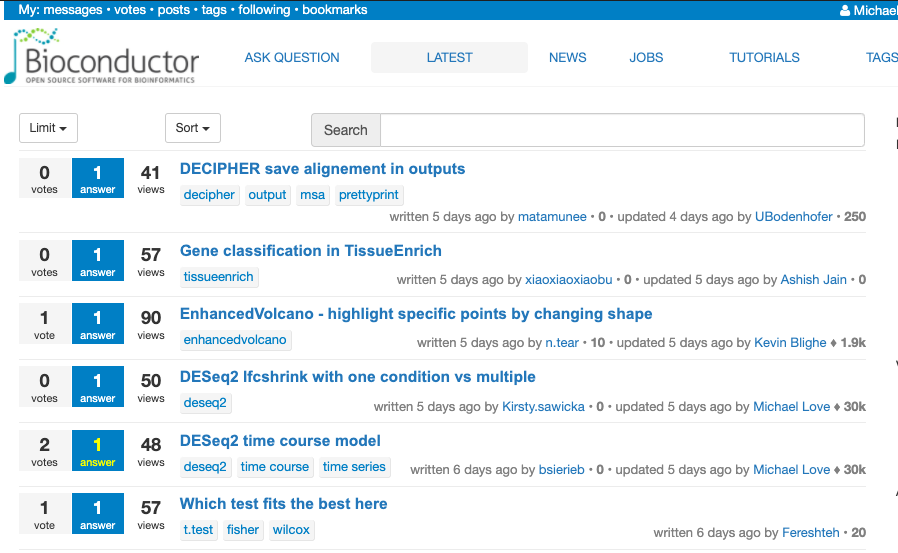 My: messages • votes • posts • tags • following • bookmarks Michael
Bioconductor
OPEN SOURCE SOFTWARE FOR BIOINFORMATICS
ASK QUESTION LATEST NEWS JOBS TUTORIALS TAGS
Limit Sort Search
0 votes 1 answer 41 views DECIPHER save alignement in outputs
decipher output msa prettyprint
written 5 days ago by matamunee • 0 • updated 4 days ago by UBodenhofer • 250
0 votes 1 answer 57 views Gene classification in TissueEnrich
tissueenrich written 5 days ago by xiaoxiaoxiaobu • 0 • updated 5 days ago by Ashish Jain • 0
1 vote 1 answer 90 views EnhancedVolcano - highlight specific points by changing shape
enhancedvolcano written 5 days ago by n.tear • 10 • updated 5 days ago by Kevin Blighe ♦ 1.9k
0 votes 1 answer 50 views DESeq2 lfcshrink with one condition vs multiple
deseq2 written 5 days ago by Kirsty.sawicka • 0 • updated 5 days ago by Michael Love ♦ 30k
2 votes 1 answer 48 views DESeq2 time course model
deseq2 time course time series written 6 days ago by bsierieb • 0 • updated 5 days ago by Michael Love ♦ 30k
1 vote 1 answer 57 views Which test fits the best here
t.test fisher wilcox written 6 days ago by Fereshteh • 20